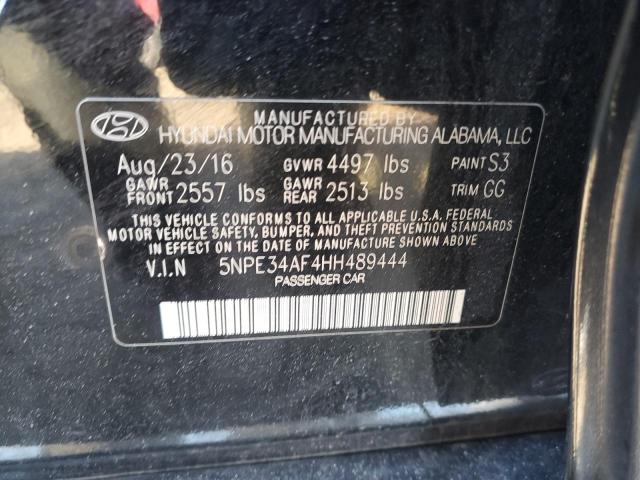 MANUFACTURED BY
HYUNDAI MOTOR MANUFACTURING ALABAMA, LLC
Aug/23/16 GVWR 4497 lbs PAINT S3
GAWR FRONT 2557 lbs GAWR REAR 2513 lbs TRIM GG
THIS VEHICLE CONFORMS TO ALL APPLICABLE U.S.A. FEDERAL
MOTOR VEHICLE SAFETY, BUMPER, AND THEFT PREVENTION STANDARDS
IN EFFECT ON THE DATE OF MANUFACTURE SHOWN ABOVE.
V.I.N 5NPE34AF4HH489444
PASSENGER CAR